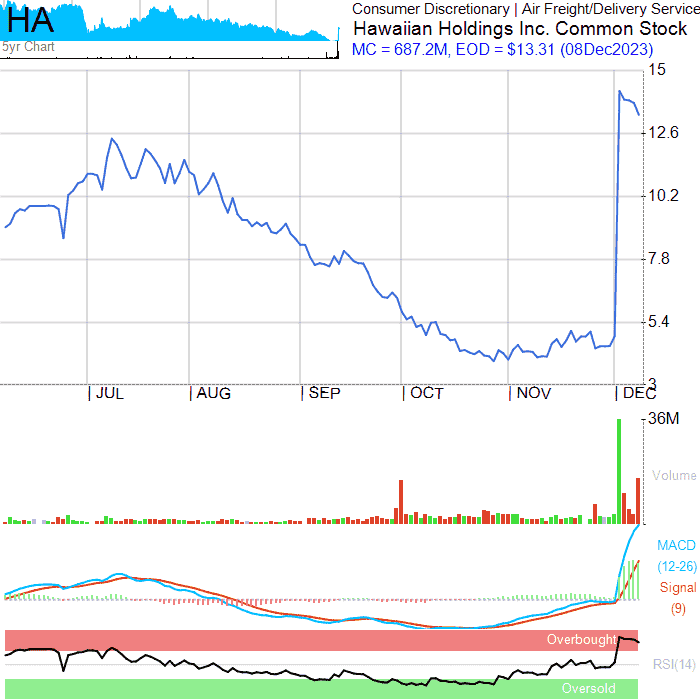 HA
5yr Chart
Consumer Discretionary | Air Freight/Delivery Service
Hawaiian Holdings Inc. Common Stock
MC = 687.2M, EOD = $13.31 (08Dec2023)
15
12.6
10.2
7.8
5.4
3
JUL AUG SEP OCT NOV DEC
36M
Volume
MACD
(12-26)
Signal
(9)
Overbought
RSI(14)
Oversold